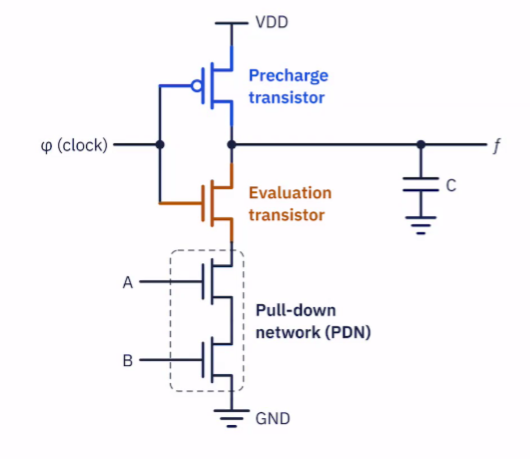 VDD
Precharge
transistor
φ (clock)
f
Evaluation
transistor
C
A
Pull-down
network (PDN)
B
GND